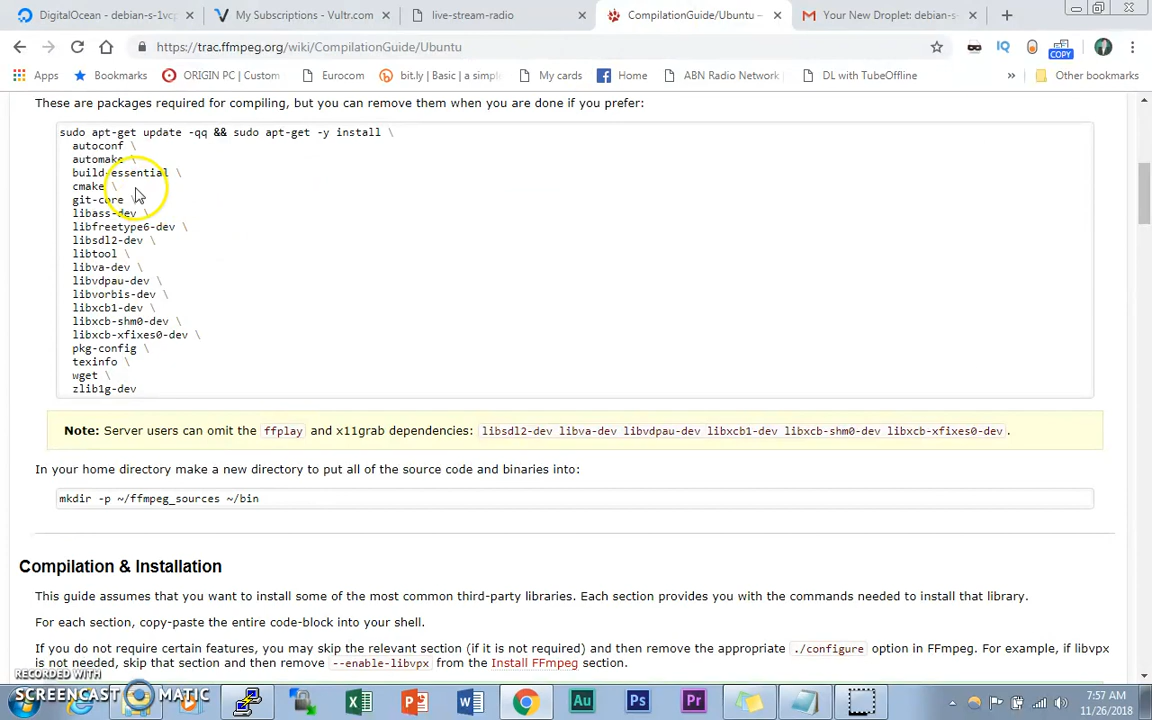 DigitalOcean - debian-s-1vcp
My Subscriptions - Vultr.com
live-stream-radio
CompilationGuide/Ubuntu –
Your New Droplet: debian-s-
https://trac.ffmpeg.org/wiki/CompilationGuide/Ubuntu
IQ
COPY
Apps
Bookmarks
ORIGIN PC | Custom
Eurocom
bit.ly | Basic | a simpl
My cards
Home
ABN Radio Network
DL with TubeOffline
Other bookmarks
These are packages required for compiling, but you can remove them when you are done if you prefer:
sudo apt-get update -qq && sudo apt-get -y install \
autoconf \
automake \
build-essential \
cmake \
git-core \
libass-dev \
libfreetype6-dev \
libsdl2-dev \
libtool \
libva-dev \
libvdpau-dev \
libvorbis-dev \
libxcb1-dev \
libxcb-shm0-dev \
libxcb-xfixes0-dev \
pkg-config \
texinfo \
wget \
zlib1g-dev
Note: Server users can omit the ffplay and x11grab dependencies: libsdl2-dev libva-dev libvdpau-dev libxcb1-dev libxcb-shm0-dev libxcb-xfixes0-dev.
In your home directory make a new directory to put all of the source code and binaries into:
mkdir -p ~/ffmpeg_sources ~/bin
Compilation & Installation
This guide assumes that you want to install some of the most common third-party libraries. Each section provides you with the commands needed to install that library.
For each section, copy-paste the entire code-block into your shell.
If you do not require certain features, you may skip the relevant section (if it is not required) and then remove the appropriate ./configure option in FFmpeg. For example, if libvpx
is not needed, skip that section and then remove --enable-libvpx from the Install FFmpeg section.
RECORDED WITH
SCREENCAST MATIC
Au
Ps
Pr
7:57 AM
11/26/2018